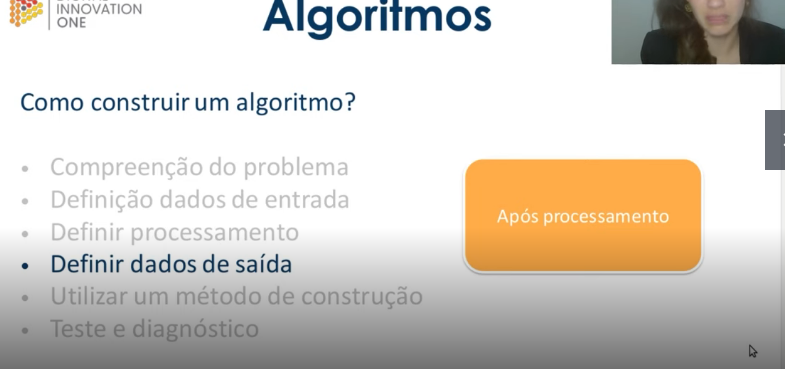 INNOVATION
ONE
Algoritmos
Como construir um algoritmo?
• Compreenção do problema
• Definição dados de entrada
• Definir processamento
• Definir dados de saída
• Utilizar um método de construção
• Teste e diagnóstico
Após processamento